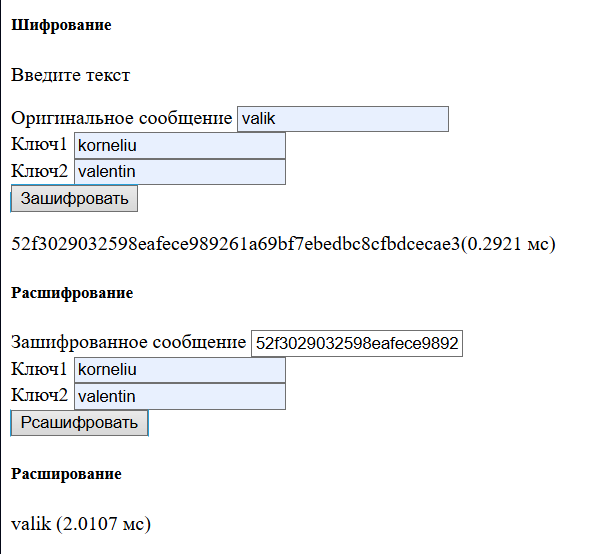 Шифрование
Введите текст
Оригинальное сообщение valik
Ключ1 korneliu
Ключ2 valentin
Зашифровать
52f3029032598eafece989261a69bf7ebedbc8cfbdcecae3(0.2921 мс)
Расшифрование
Зашифрованное сообщение 52f3029032598eafece9892
Ключ1 korneliu
Ключ2 valentin
Рсашифровать
Расширование
valik (2.0107 мс)